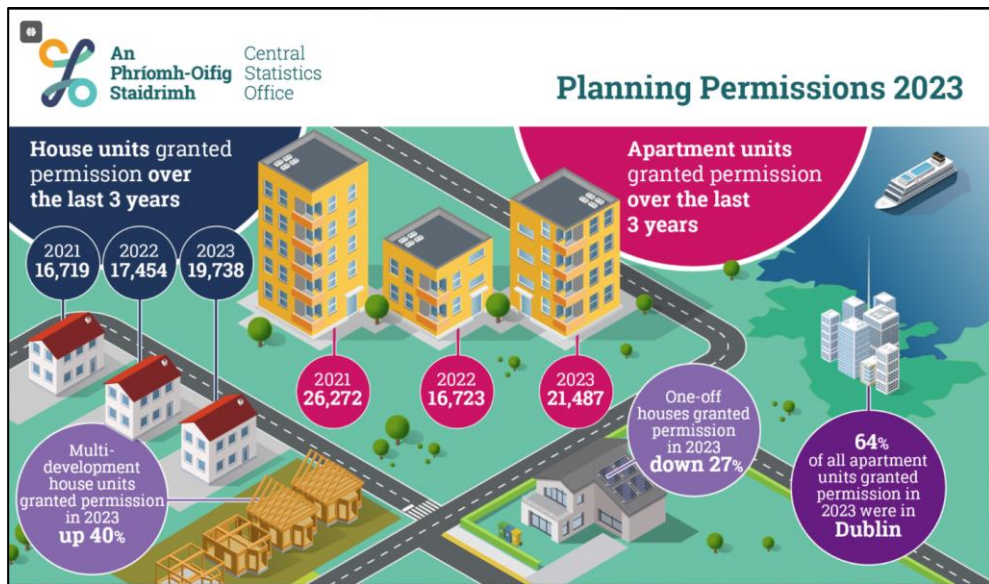 An
Phríomh-Oifig
Staidrimh
Central
Statistics
Office
Planning Permissions 2023
House units granted
permission over
the last 3 years
2021
16,719
2022
17,454
2023
19,738
Apartment units
granted permission
over the last
3 years
2021
26,272
2022
16,723
2023
21,487
Multi-
development
house units
granted permission
in 2023
up 40%
One-off
houses granted
permission
in 2023
down 27%
64%
of all apartment
units granted
permission in
2023 were in
Dublin